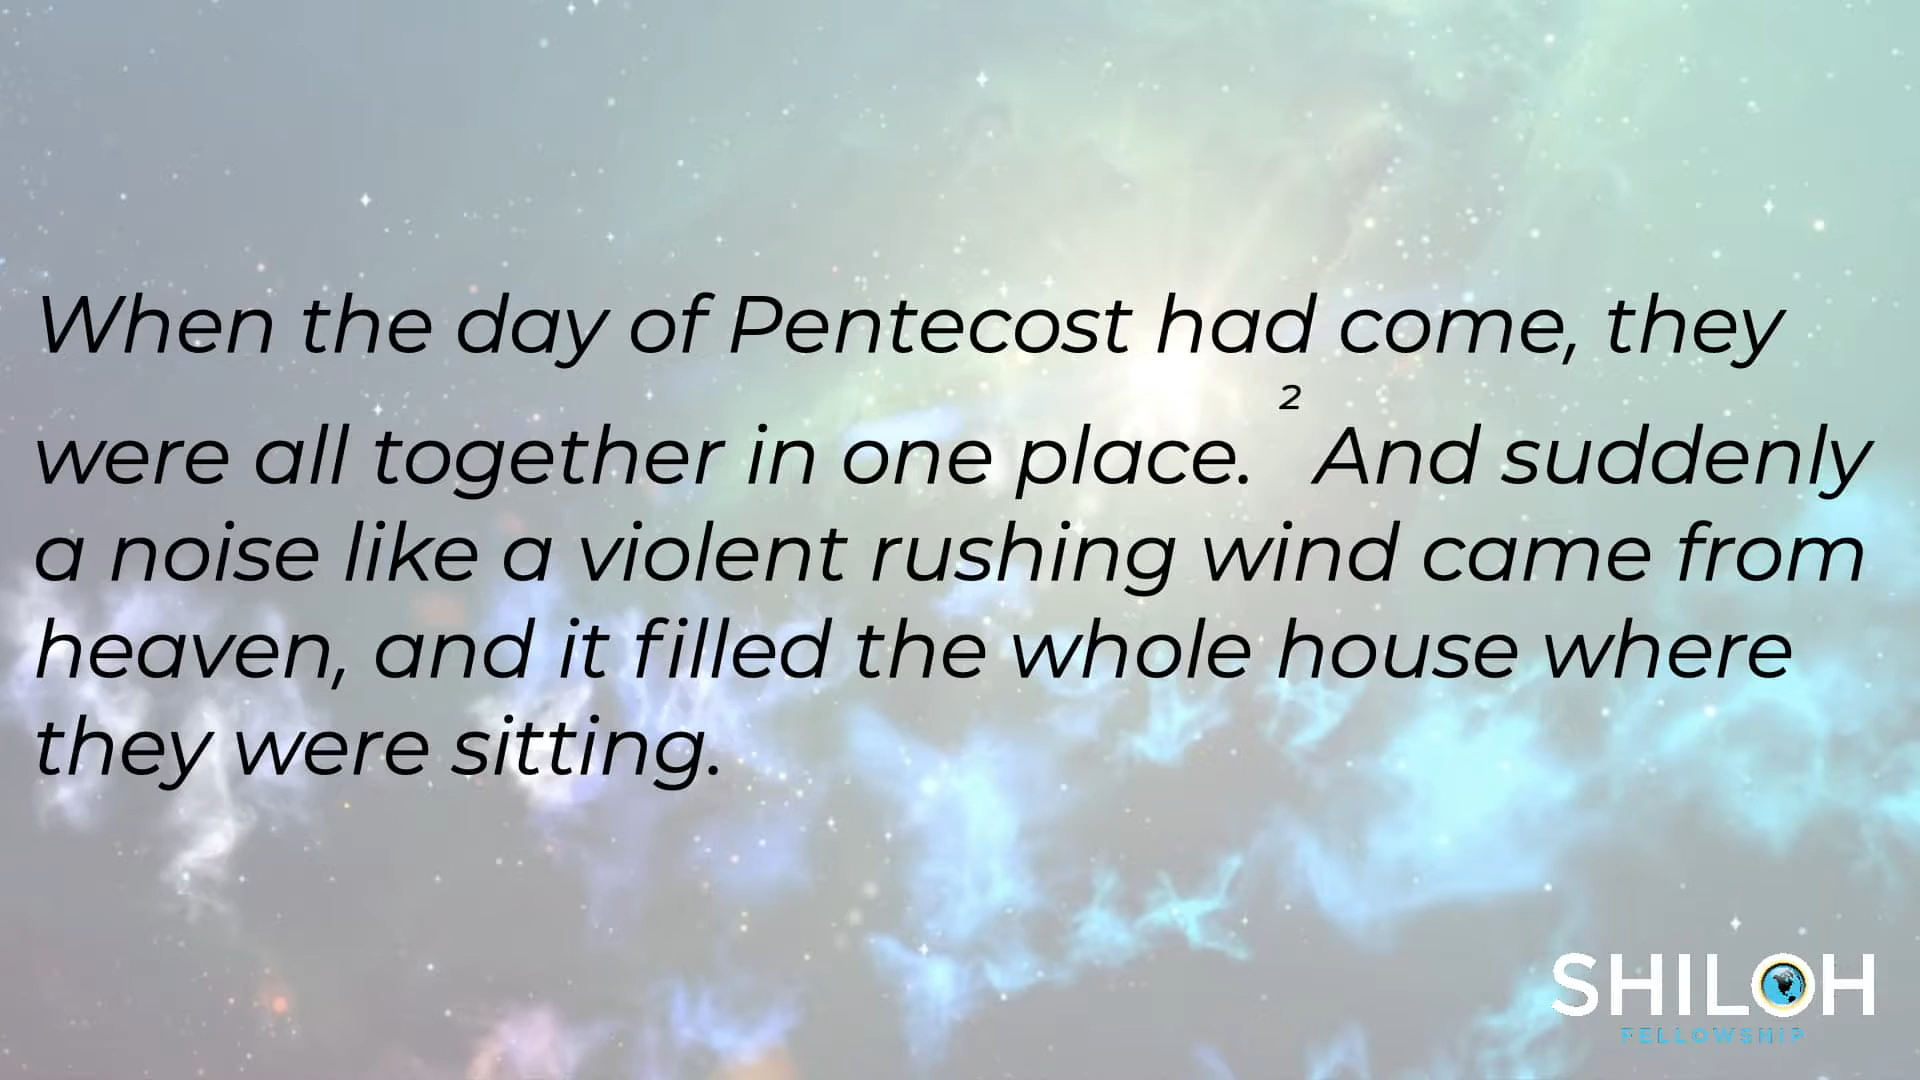 When the day of Pentecost had come, they
were all together in one place. ² And suddenly
a noise like a violent rushing wind came from
heaven, and it filled the whole house where
they were sitting.
SHILOH
FELLOWSHIP